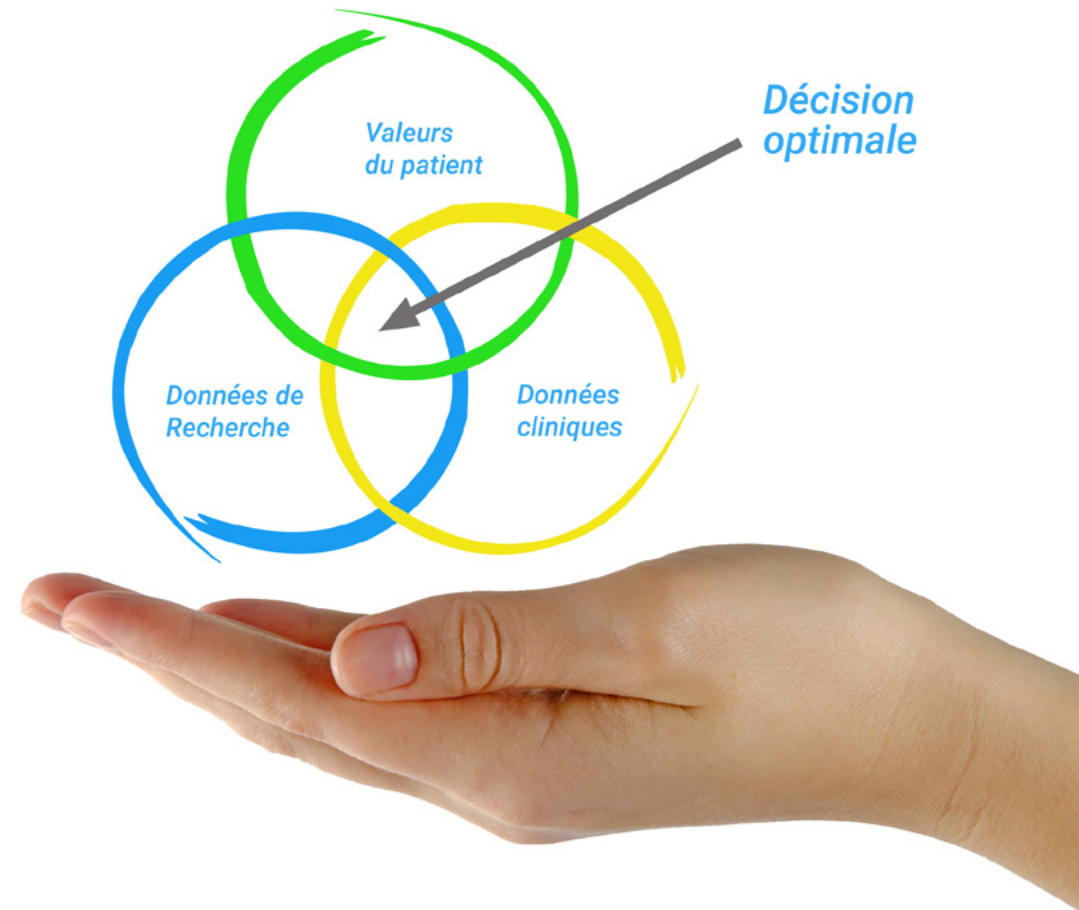 Valeurs
du patient
Décision
optimale
Données de
Recherche
Données
cliniques